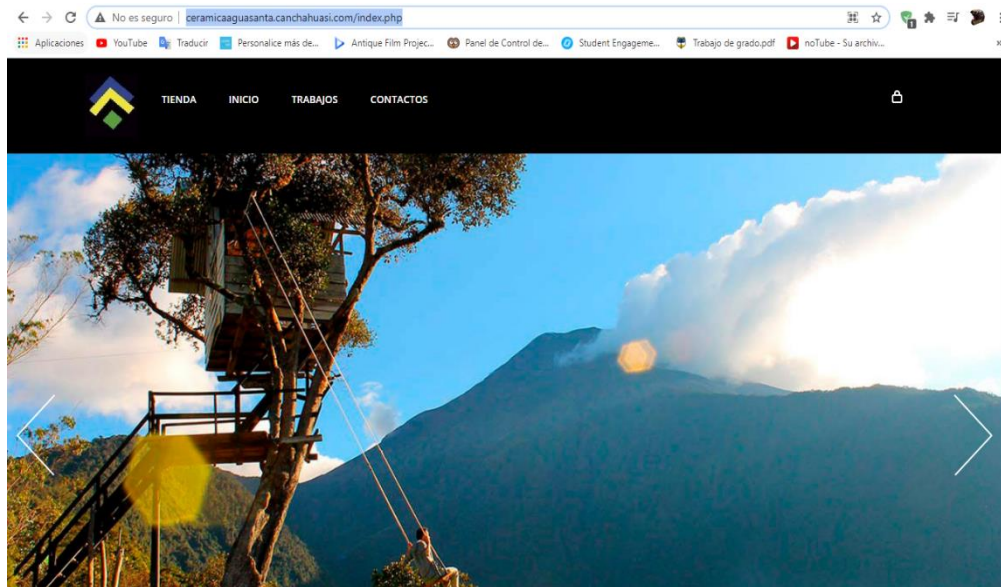 No es seguro | ceramicaaguasanta.canchahuasi.com/index.php
Aplicaciones YouTube Traducir Personalice más de... Antique Film Projec... Panel de Control de... Student Engageme... Trabajo de grado.pdf noTube - Su archiv...
TIENDA INICIO TRABAJOS CONTACTOS